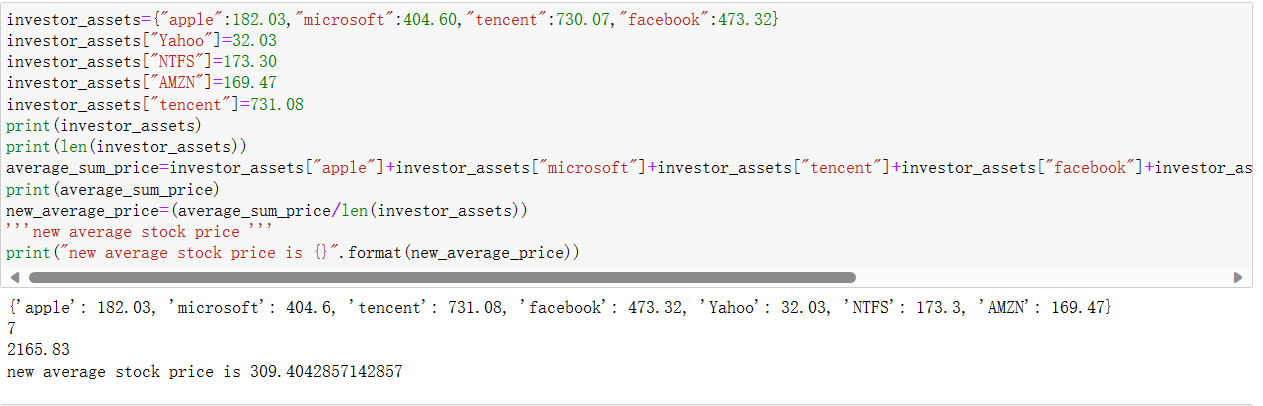 investor_assets={"apple":182.03,"microsoft":404.60,"tencent":730.07,"facebook":473.32}
investor_assets["Yahoo"]=32.03
investor_assets["NTFS"]=173.30
investor_assets["AMZN"]=169.47
investor_assets["tencent"]=731.08
print(investor_assets)
print(len(investor_assets))
average_sum_price=investor_assets["apple"]+investor_assets["microsoft"]+investor_assets["tencent"]+investor_assets["facebook"]+investor_as
print(average_sum_price)
new_average_price=(average_sum_price/len(investor_assets))
'''new average stock price '''
print("new average stock price is {}".format(new_average_price))
{'apple': 182.03, 'microsoft': 404.6, 'tencent': 731.08, 'facebook': 473.32, 'Yahoo': 32.03, 'NTFS': 173.3, 'AMZN': 169.47}
7
2165.83
new average stock price is 309.4042857142857